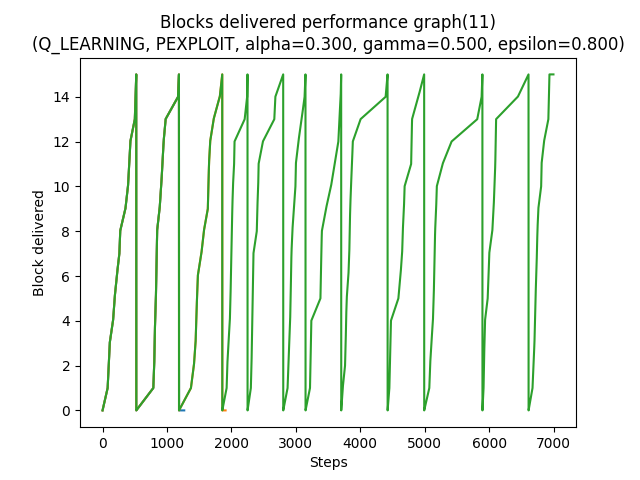 Blocks delivered performance graph(11)
(Q_LEARNING, PEXPLOIT, alpha=0.300, gamma=0.500, epsilon=0.800)
14
12
10
8
6
4
2
0
Block delivered
0 1000 2000 3000 4000 5000 6000 7000
Steps